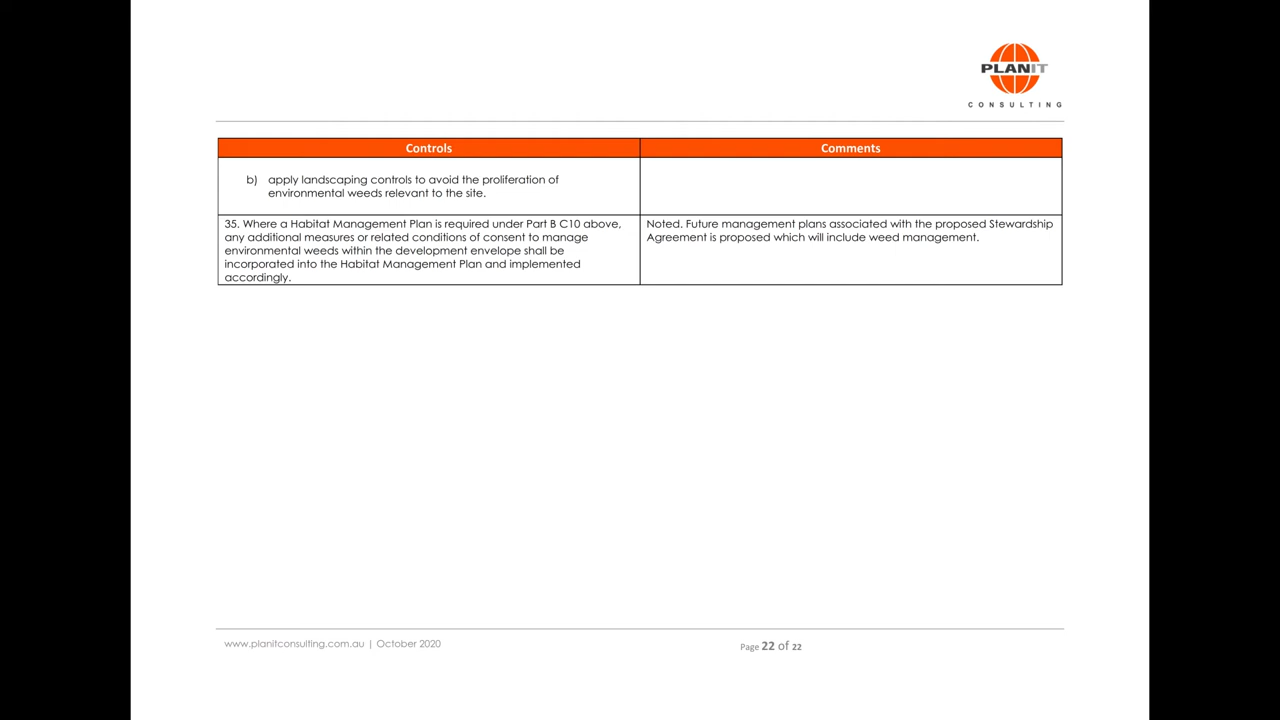 PLANIT
CONSULTING
Controls
Comments
b) apply landscaping controls to avoid the proliferation of
environmental weeds relevant to the site.
35. Where a Habitat Management Plan is required under Part B C10 above,
any additional measures or related conditions of consent to manage
environmental weeds within the development envelope shall be
incorporated into the Habitat Management Plan and implemented
accordingly.
Noted. Future management plans associated with the proposed Stewardship
Agreement is proposed which will include weed management.
www.planitconsulting.com.au | October 2020
Page 22 of 22